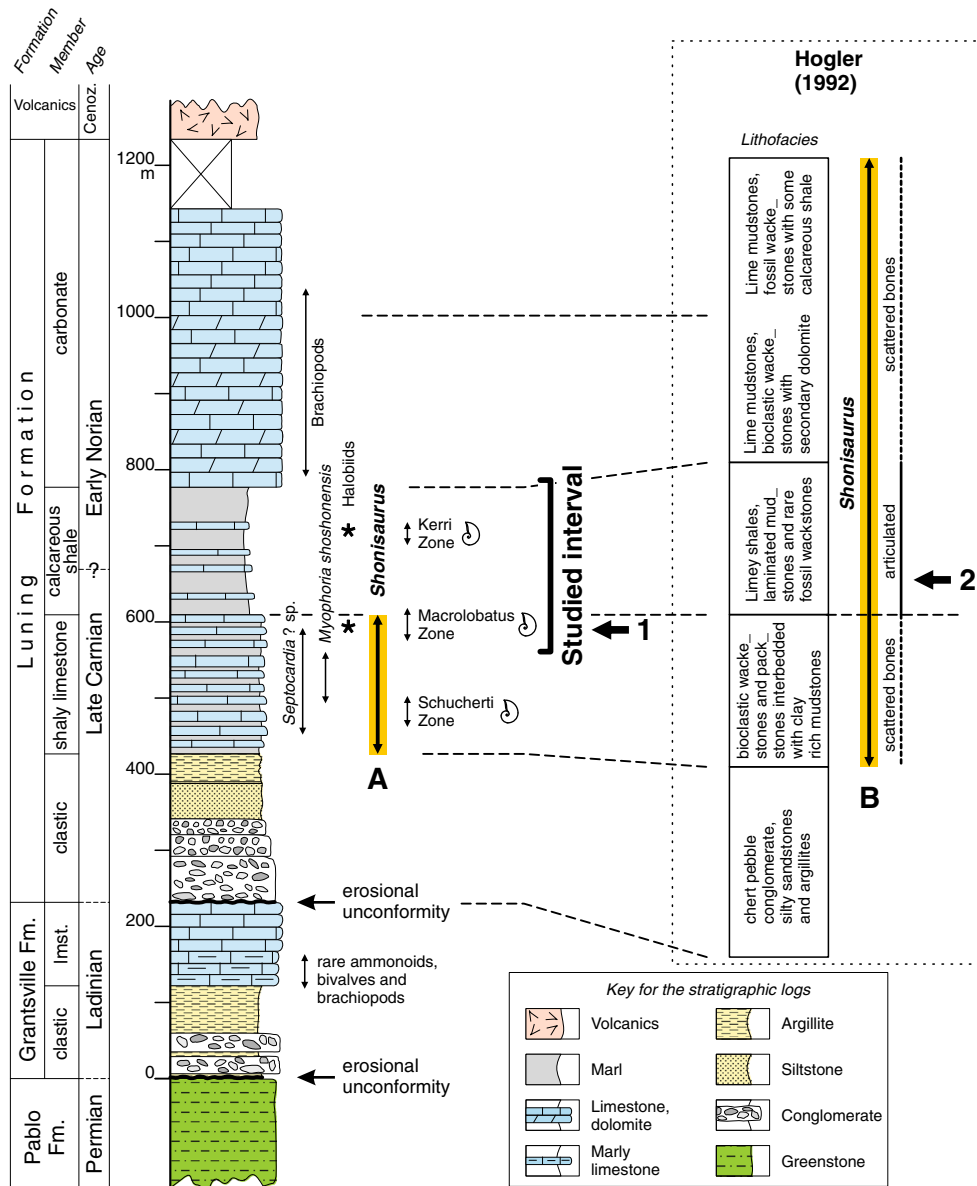 Formation
Member
Age
Volcanics
Cenoz.
Luning Formation
carbonate
calcareous
shale
shaly limestone
clastic
Early Norian
?
Late Carnian
Grantsville Fm.
lmst.
clastic
Ladinian
Pablo
Fm.
Permian
1200
m
1000
800
600
400
200
0
Brachiopods
Septocardia? sp.
Myophoria shoshonensis
* Halobiids
*
Shonisaurus
A
Kerri
Zone
Macrolobatus
Zone
Schucherti
Zone
Studied interval
1
erosional
unconformity
rare ammonoids,
bivalves and
brachiopods
erosional
unconformity
Hogler
(1992)
Lithofacies
Lime mudstones,
fossil wacke_
stones with some
calcareous shale
Lime mudstones,
bioclastic wacke_
stones with
secondary dolomite
Limey shales,
laminated mud_
stones and rare
fossil wackstones
bioclastic wacke_
stones and pack_
stones interbedded
with clay
rich mudstones
chert pebble
conglomerate,
silty sandstones
and argillites
Shonisaurus
B
scattered bones
articulated
scattered bones
2
Key for the stratigraphic logs
Volcanics
Marl
Limestone,
dolomite
Marly
limestone
Argillite
Siltstone
Conglomerate
Greenstone